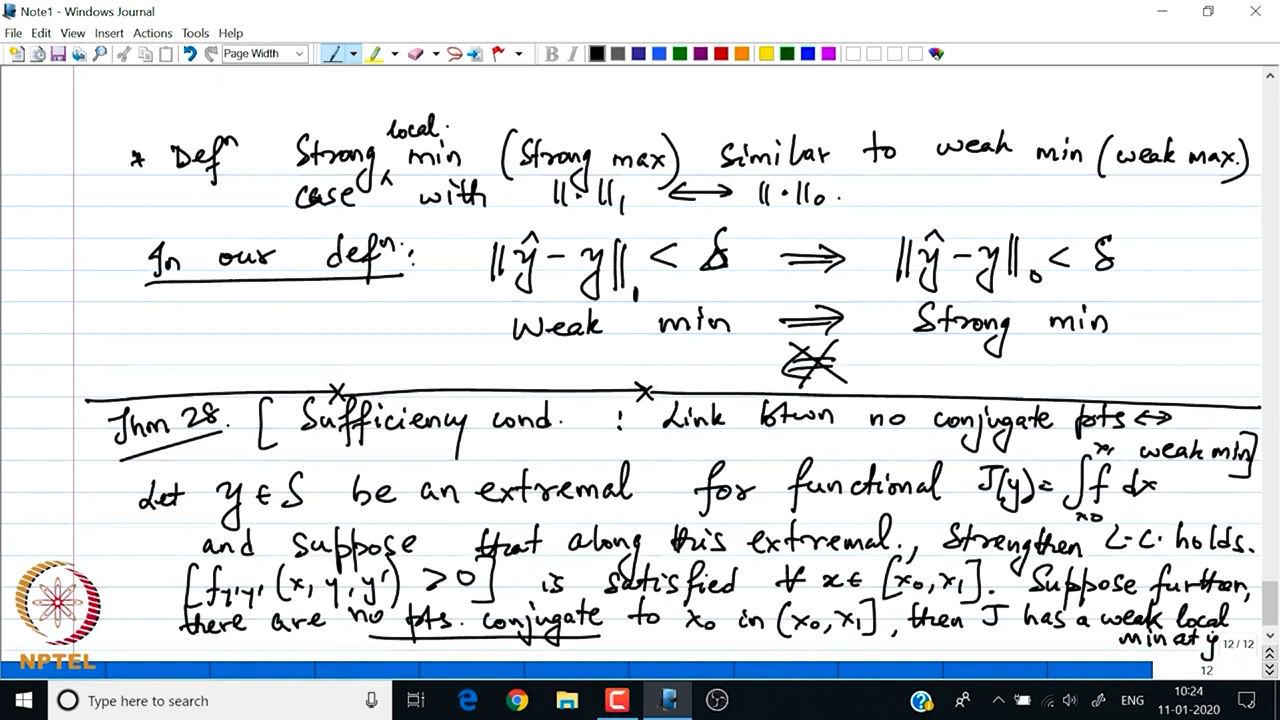 Note1 - Windows Journal
File Edit View Insert Actions Tools Help
Page Width
B I
* Defn Strong local min (Strong max) similar to weak min (weak max.)
case with ||·||₁ ⟷ ||·||₀.
In our defn: ||ŷ - y||₁ < δ ⟹ ||ŷ - y||₀ < δ
Weak min ⟹ Strong min
Thm 28. [Sufficiency cond. : Link btwn no conjugate pts ↔
weak min]
Let y ∈ S be an extremal for functional J(y) = ∫_{x₀}^{x₁} f dx
and suppose that along this extremal, strengthen L.C. holds.
[f_{y'y'}(x, y, y') > 0] is satisfied ∀ x ∈ [x₀, x₁]. Suppose further,
there are no pts. conjugate to x₀ in (x₀, x₁], then J has a weak local
min at y
12 / 12
12
NPTEL
Type here to search
ENG
10:24
11-01-2020